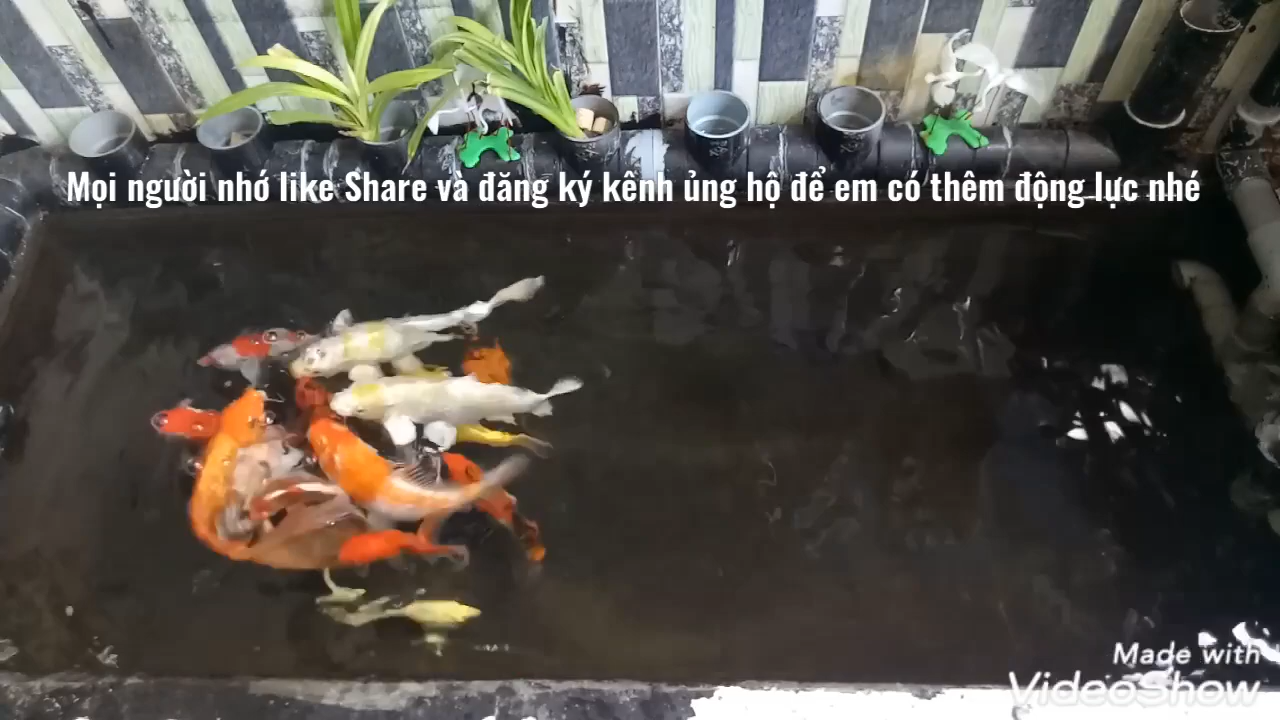 Mọi người nhớ like Share và đăng ký kênh ủng hộ để em có thêm động lực nhé
Made with
VideoShow